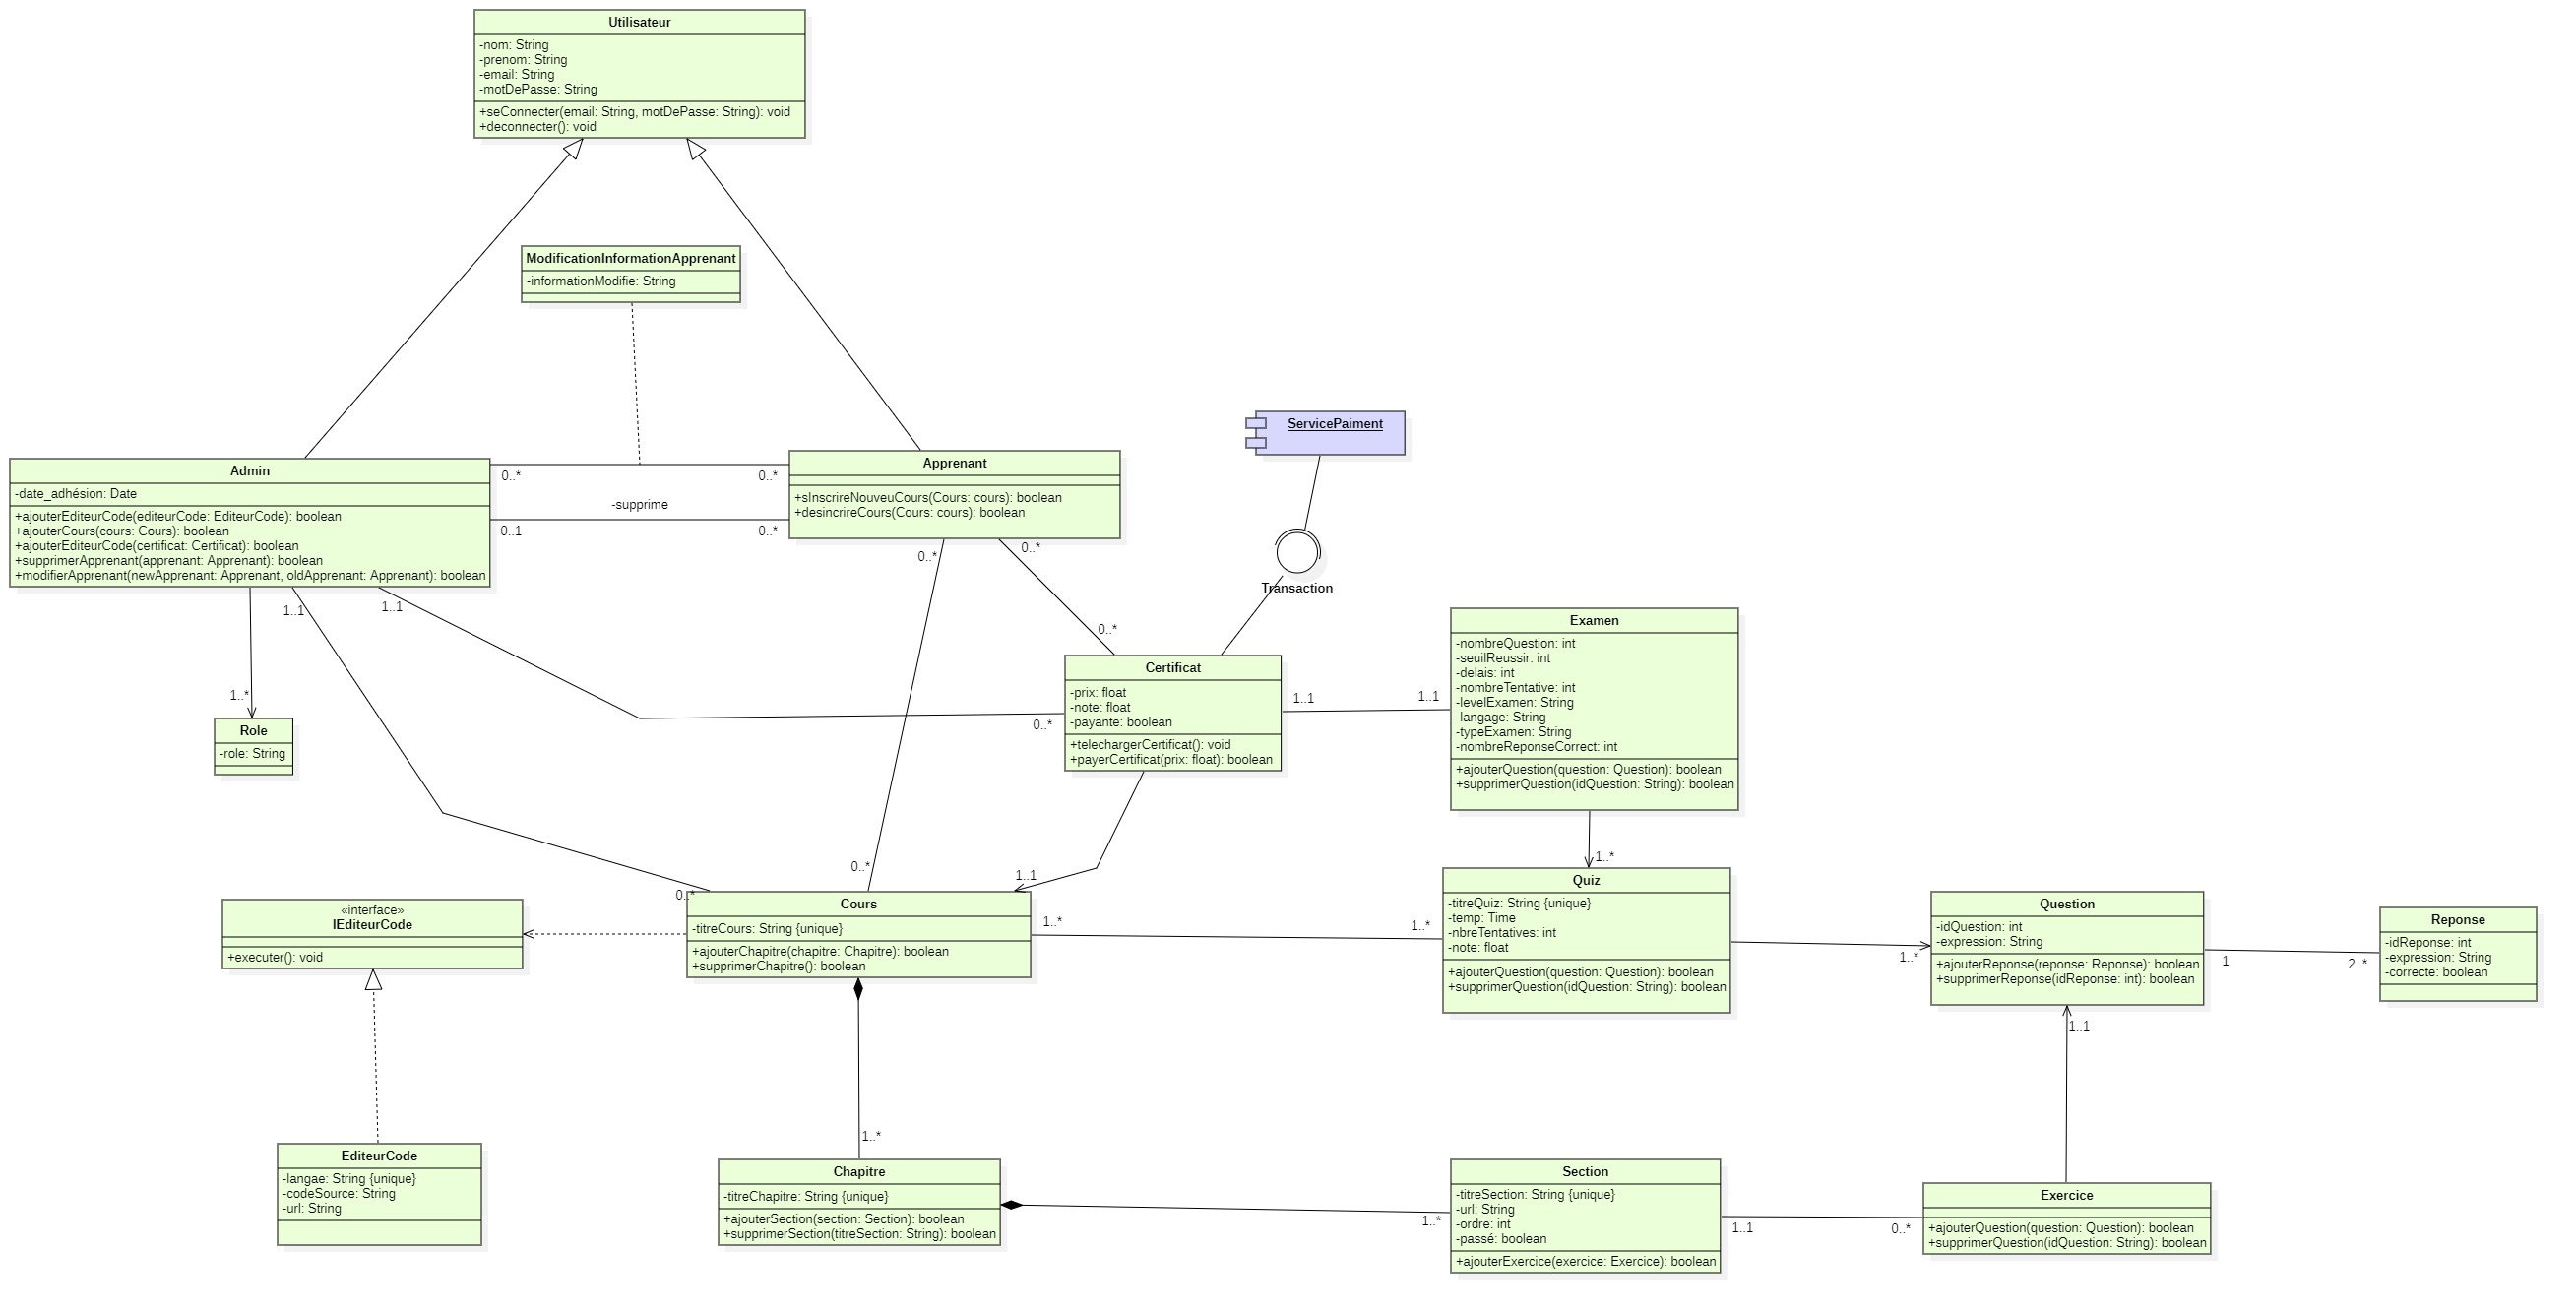 Utilisateur
-nom: String
-prenom: String
-email: String
-motDePasse: String
+seConnecter(email: String, motDePasse: String): void
+deconnecter(): void
ModificationInformationApprenant
-informationModifie: String
ServicePaiment
Transaction
Admin
-date_adhésion: Date
+ajouterEditeurCode(editeurCode: EditeurCode): boolean
+ajouterCours(cours: Cours): boolean
+ajouterEditeurCode(certificat: Certificat): boolean
+supprimerApprenant(apprenant: Apprenant): boolean
+modifierApprenant(newApprenant: Apprenant, oldApprenant: Apprenant): boolean
0..*
0..*
-supprime
0..1
0..*
Apprenant
+sInscrireNouveuCours(Cours: cours): boolean
+desincrireCours(Cours: cours): boolean
0..*
0..*
1..1
1..1
0..*
1..*
Role
-role: String
0..*
Certificat
-prix: float
-note: float
-payante: boolean
+telechargerCertificat(): void
+payerCertificat(prix: float): boolean
1..1
1..1
Examen
-nombreQuestion: int
-seuilReussir: int
-delais: int
-nombreTentative: int
-levelExamen: String
-langage: String
-typeExamen: String
-nombreReponseCorrect: int
+ajouterQuestion(question: Question): boolean
+supprimerQuestion(idQuestion: String): boolean
1..*
0..*
1..1
0..*
«interface»
IEditeurCode
+executer(): void
Cours
-titreCours: String {unique}
+ajouterChapitre(chapitre: Chapitre): boolean
+supprimerChapitre(): boolean
1..*
1..*
Quiz
-titreQuiz: String {unique}
-temp: Time
-nbreTentatives: int
-note: float
+ajouterQuestion(question: Question): boolean
+supprimerQuestion(idQuestion: String): boolean
1..*
Question
-idQuestion: int
-expression: String
+ajouterReponse(reponse: Reponse): boolean
+supprimerReponse(idReponse: int): boolean
1
2..*
Reponse
-idReponse: int
-expression: String
-correcte: boolean
1..1
1..*
EditeurCode
-langae: String {unique}
-codeSource: String
-url: String
Chapitre
-titreChapitre: String {unique}
+ajouterSection(section: Section): boolean
+supprimerSection(titreSection: String): boolean
1..*
Section
-titreSection: String {unique}
-url: String
-ordre: int
-passé: boolean
+ajouterExercice(exercice: Exercice): boolean
1..1
0..*
Exercice
+ajouterQuestion(question: Question): boolean
+supprimerQuestion(idQuestion: String): boolean